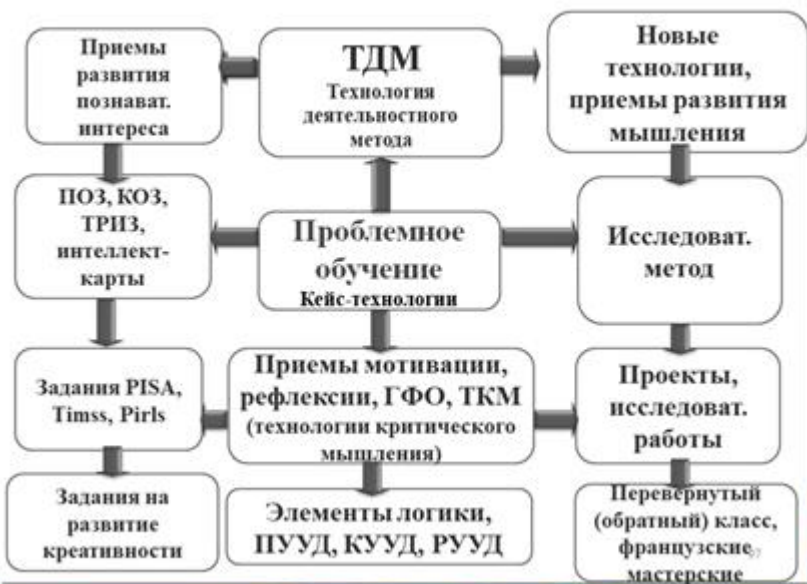 Приемы
развития
познават.
интереса
ТДМ
Технология
деятельностного
метода
Новые
технологии,
приемы развития
мышления
ПОЗ, КОЗ,
ТРИЗ,
интеллект-
карты
Проблемное
обучение
Кейс-технологии
Исследоват.
метод
Задания PISA,
Timss, Pirls
Приемы мотивации,
рефлексии, ГФО, ТКМ
(технологии критического
мышления)
Проекты,
исследоват.
работы
Задания на
развитие
креативности
Элементы логики,
ПУУД, КУУД, РУУД
Перевернутый
(обратный) класс,
французские
мастерские